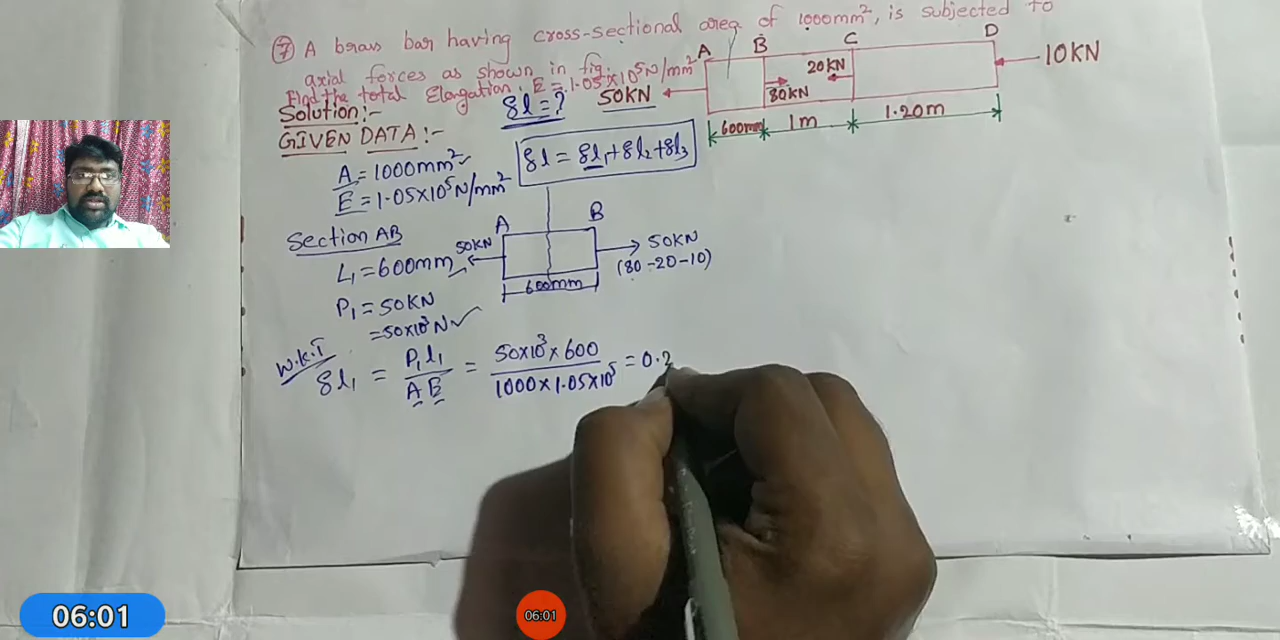 ⑦ A brass bar having cross-sectional area of 1000mm², is subjected to
axial forces as shown in fig.
Find the total Elongation. E = 1.05×10⁵N/mm²
A B C D
50KN 80KN 20KN 10KN
600mm 1m 1.20m
Solution:-
δl = ?
GIVEN DATA :-
A = 1000mm²
E = 1.05×10⁵N/mm²
δl = δl₁+δl₂+δl₃
Section AB
A B
50KN 50KN
(80-20-10)
600mm
L₁ = 600mm
P₁ = 50KN
= 50×10³N
W.K.T
δl₁ = P₁l₁ / AE = 50×10³×600 / 1000×1.05×10⁵ = 0.2
06:01
06:01